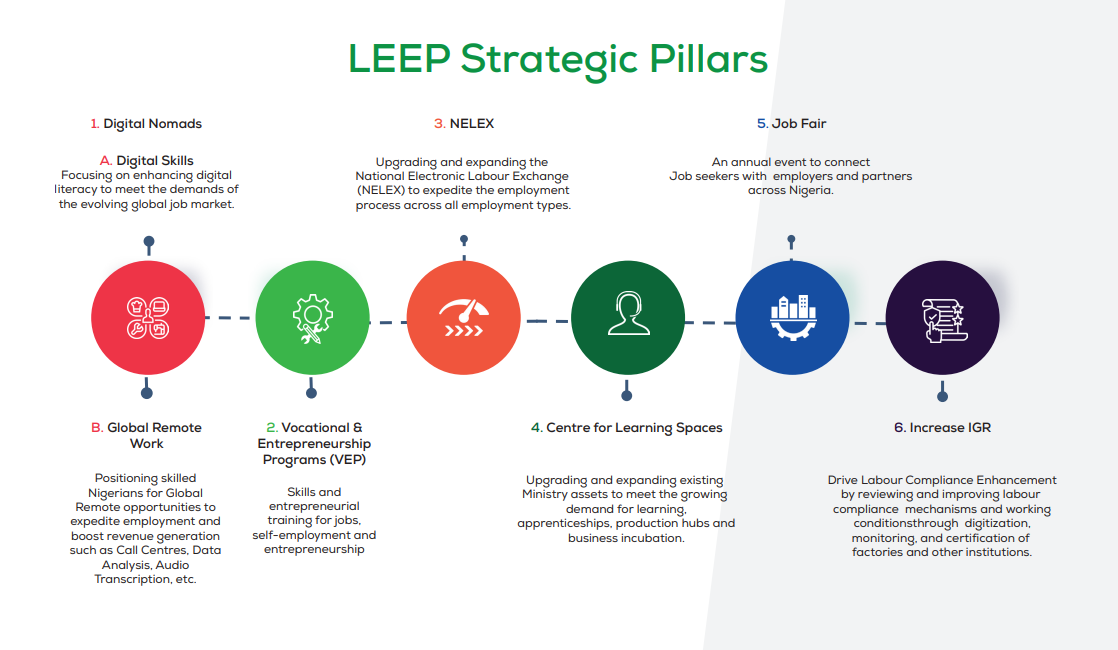 LEEP Strategic Pillars
1. Digital Nomads
A. Digital Skills
Focusing on enhancing digital
literacy to meet the demands of
the evolving global job market.
3. NELEX
Upgrading and expanding the
National Electronic Labour Exchange
(NELEX) to expedite the employment
process across all employment types.
5. Job Fair
An annual event to connect
Job seekers with employers and partners
across Nigeria.
B. Global Remote
Work
Positioning skilled
Nigerians for Global
Remote opportunities to
expedite employment and
boost revenue generation
such as Call Centres, Data
Analysis, Audio
Transcription, etc.
2. Vocational &
Entrepreneurship
Programs (VEP)
Skills and
entrepreneurial
training for jobs,
self-employment and
entrepreneurship
4. Centre for Learning Spaces
Upgrading and expanding existing
Ministry assets to meet the growing
demand for learning,
apprenticeships, production hubs and
business incubation.
6. Increase IGR
Drive Labour Compliance Enhancement
by reviewing and improving labour
compliance mechanisms and working
conditionsthrough digitization,
monitoring, and certification of
factories and other institutions.